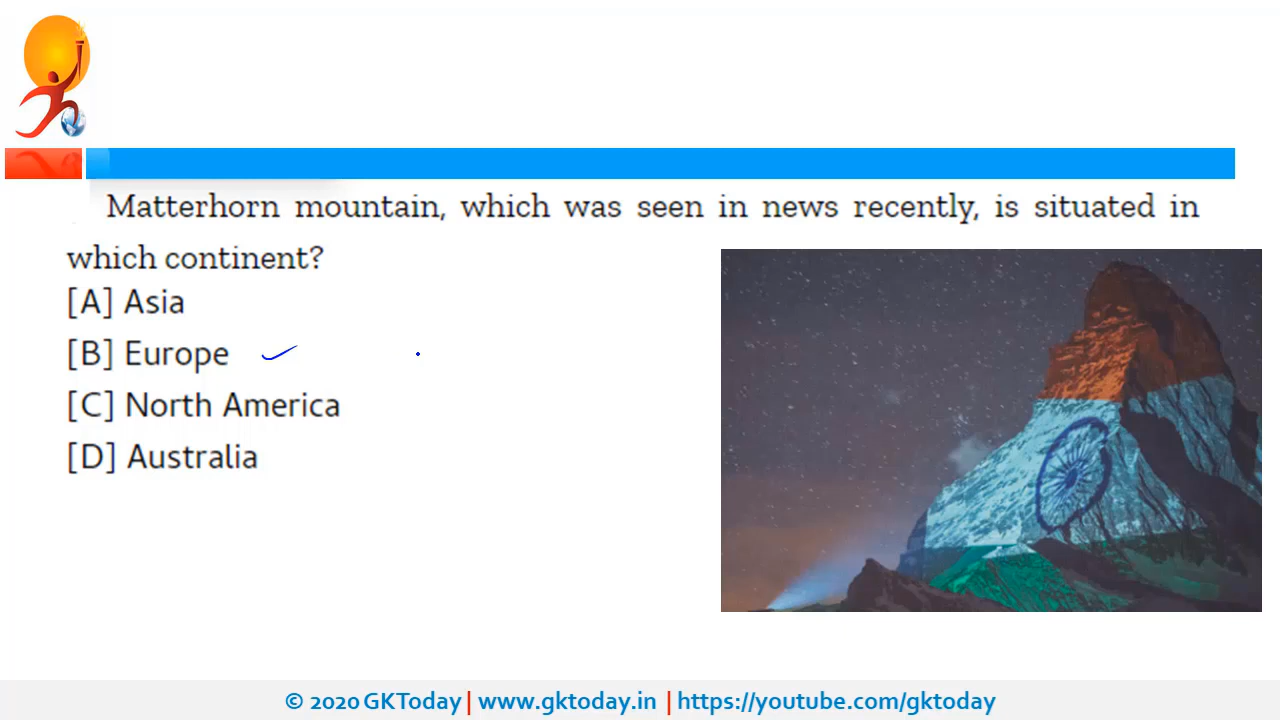 Matterhorn mountain, which was seen in news recently, is situated in
which continent?
[A] Asia
[B] Europe
[C] North America
[D] Australia
© 2020 GKToday | www.gktoday.in | https://youtube.com/gktoday